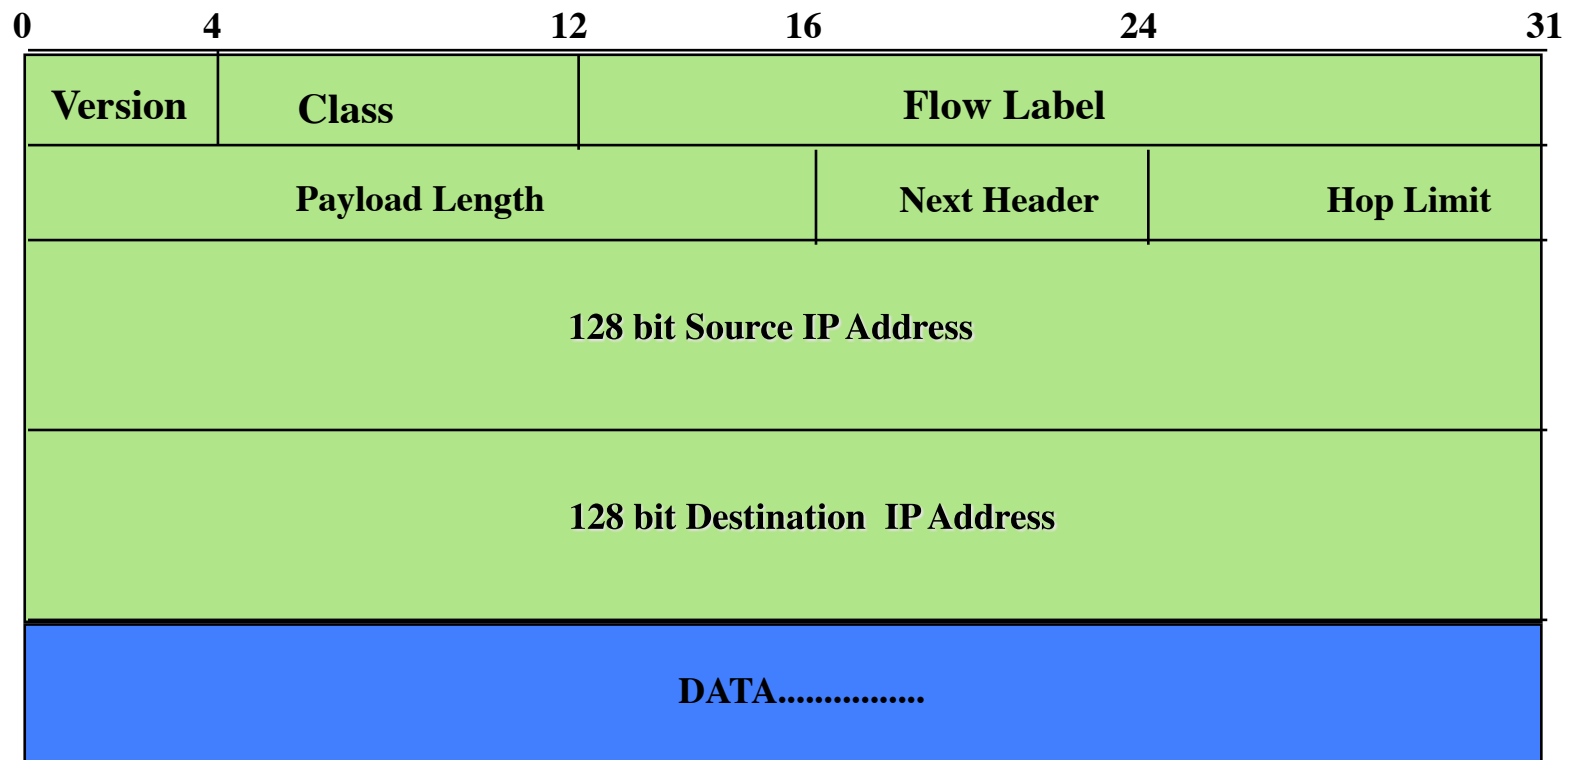 0 4 12 16 24 31
Version Class Flow Label
Payload Length Next Header Hop Limit
128 bit Source IP Address
128 bit Destination IP Address
DATA................